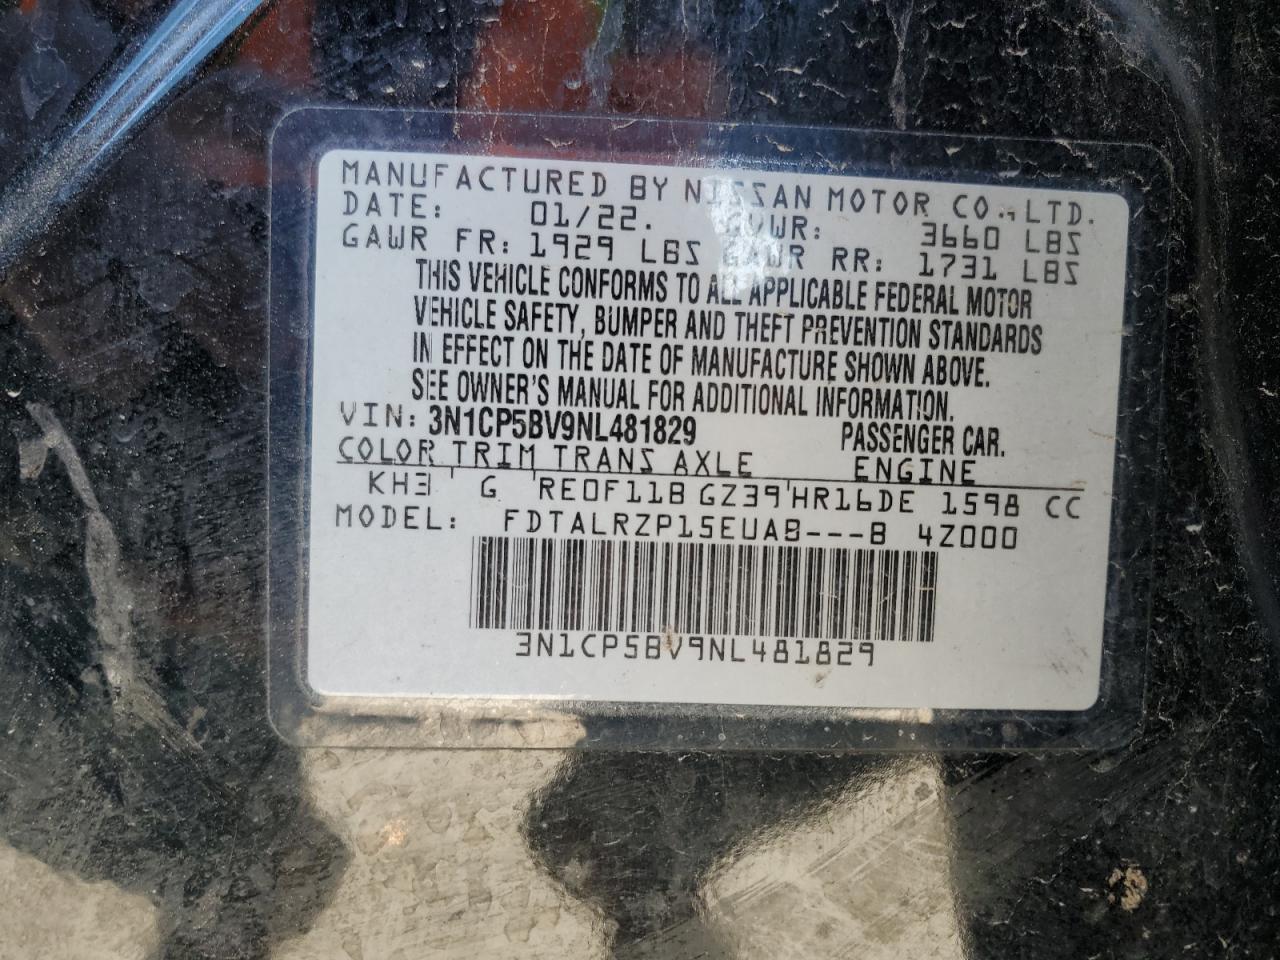 MANUFACTURED BY NISSAN MOTOR CO., LTD.
DATE: 01/22. GVWR: 3660 LBS
GAWR FR: 1929 LBS GAWR RR: 1731 LBS
THIS VEHICLE CONFORMS TO ALL APPLICABLE FEDERAL MOTOR
VEHICLE SAFETY, BUMPER AND THEFT PREVENTION STANDARDS
IN EFFECT ON THE DATE OF MANUFACTURE SHOWN ABOVE.
SEE OWNER'S MANUAL FOR ADDITIONAL INFORMATION.
VIN: 3N1CP5BV9NL481829 PASSENGER CAR.
COLOR TRIM TRANS AXLE ENGINE
KH3 ' G RE0F11B GZ39'HR16DE 1598 CC
MODEL: FDTALRZP15EUAB---B 4Z000
3N1CP5BV9NL481829